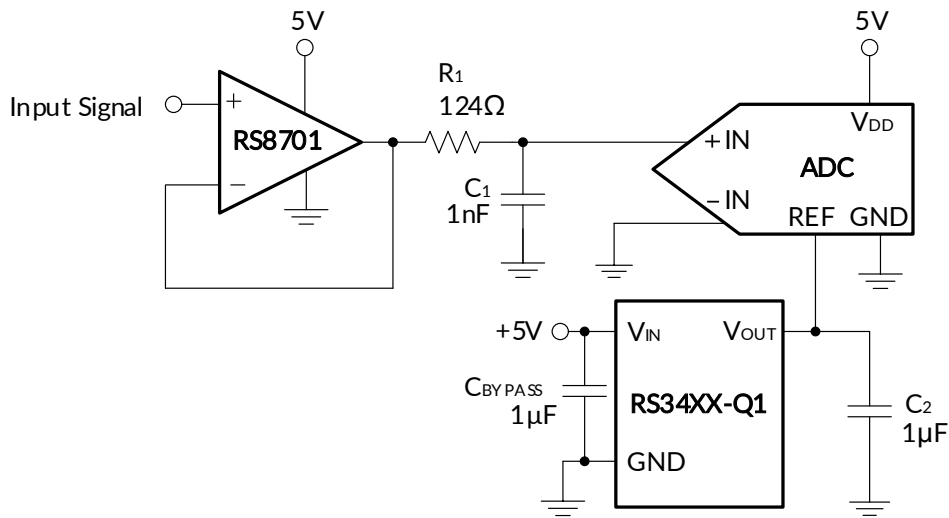 5V
5V
Input Signal
+
−
RS8701
R1
124Ω
C1
1nF
VDD
+IN
−IN
ADC
REF
GND
+5V
VIN
VOUT
CBYPASS
1µF
RS34XX-Q1
GND
C2
1µF